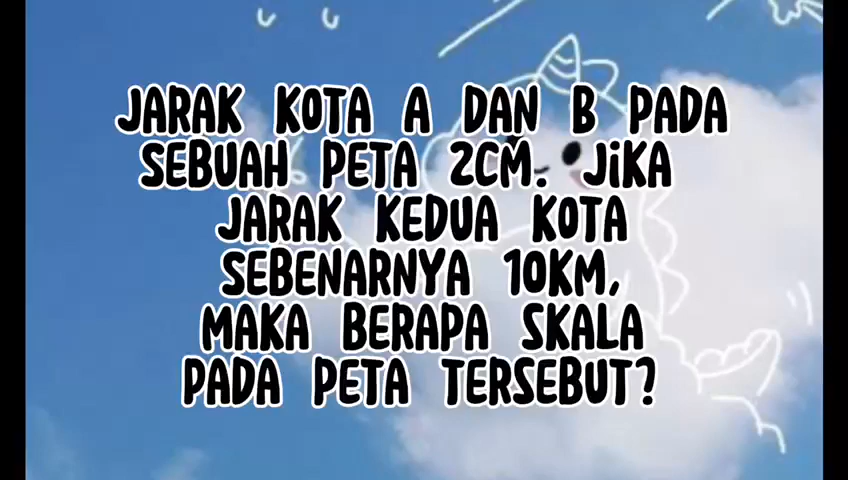 JARAK KOTA A DAN B PADA
SEBUAH PETA 2CM. JiKA
JARAK KEDUA KOTA
SEBENARNYA 10KM,
MAKA BERAPA SKALA
PADA PETA TERSEBUT?